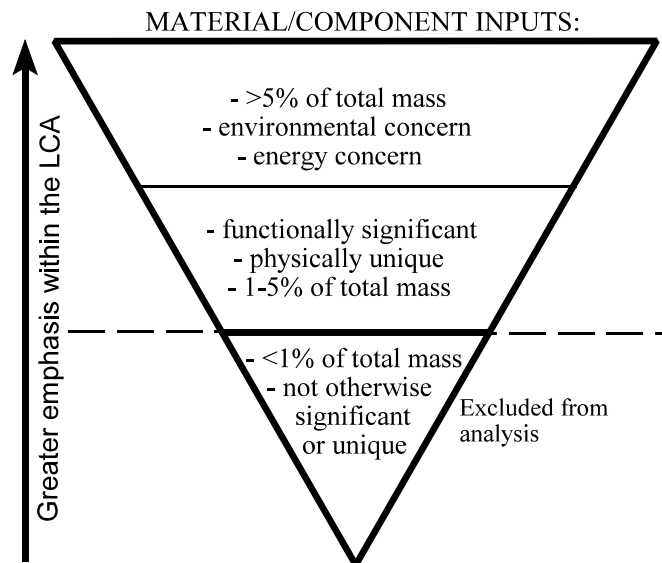 MATERIAL/COMPONENT INPUTS:
Greater emphasis within the LCA
- >5% of total mass
- environmental concern
- energy concern
- functionally significant
- physically unique
- 1-5% of total mass
- <1% of total mass
- not otherwise
significant
or unique
Excluded from
analysis